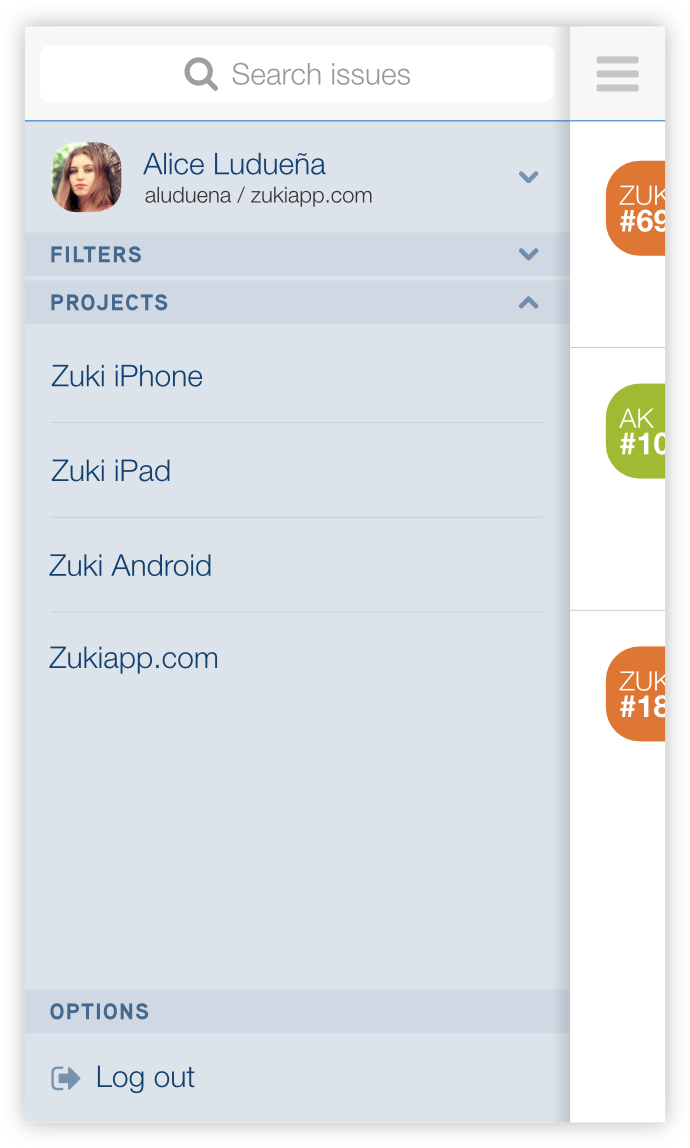 Search issues
Alice Ludueña
aluduena / zukiapp.com
FILTERS
PROJECTS
Zuki iPhone
Zuki iPad
Zuki Android
Zukiapp.com
OPTIONS
Log out
ZUK
#69
AK
#10
ZUK
#18